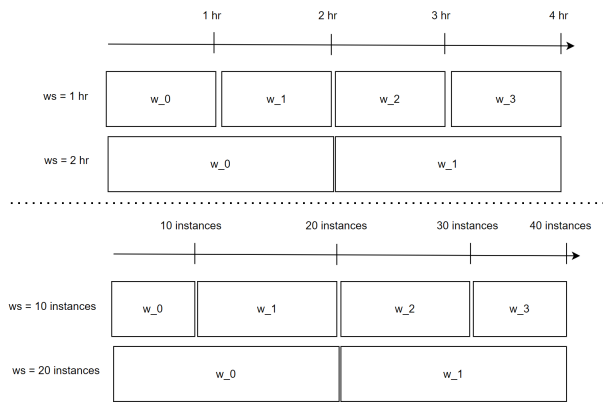 1 hr 2 hr 3 hr 4 hr
ws = 1 hr w_0 w_1 w_2 w_3
ws = 2 hr w_0 w_1
10 instances 20 instances 30 instances 40 instances
ws = 10 instances w_0 w_1 w_2 w_3
ws = 20 instances w_0 w_1